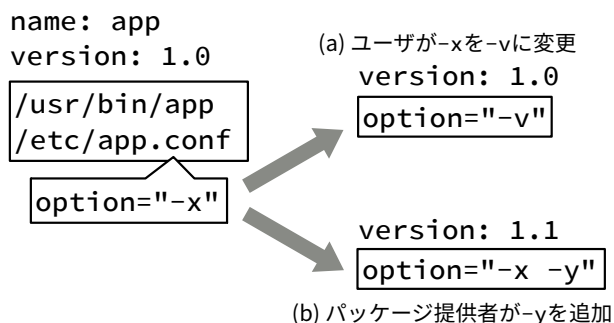 name: app
version: 1.0
/usr/bin/app
/etc/app.conf
option="-x"
(a) ユーザが-xを-vに変更
version: 1.0
option="-v"
version: 1.1
option="-x -y"
(b) パッケージ提供者が-yを追加